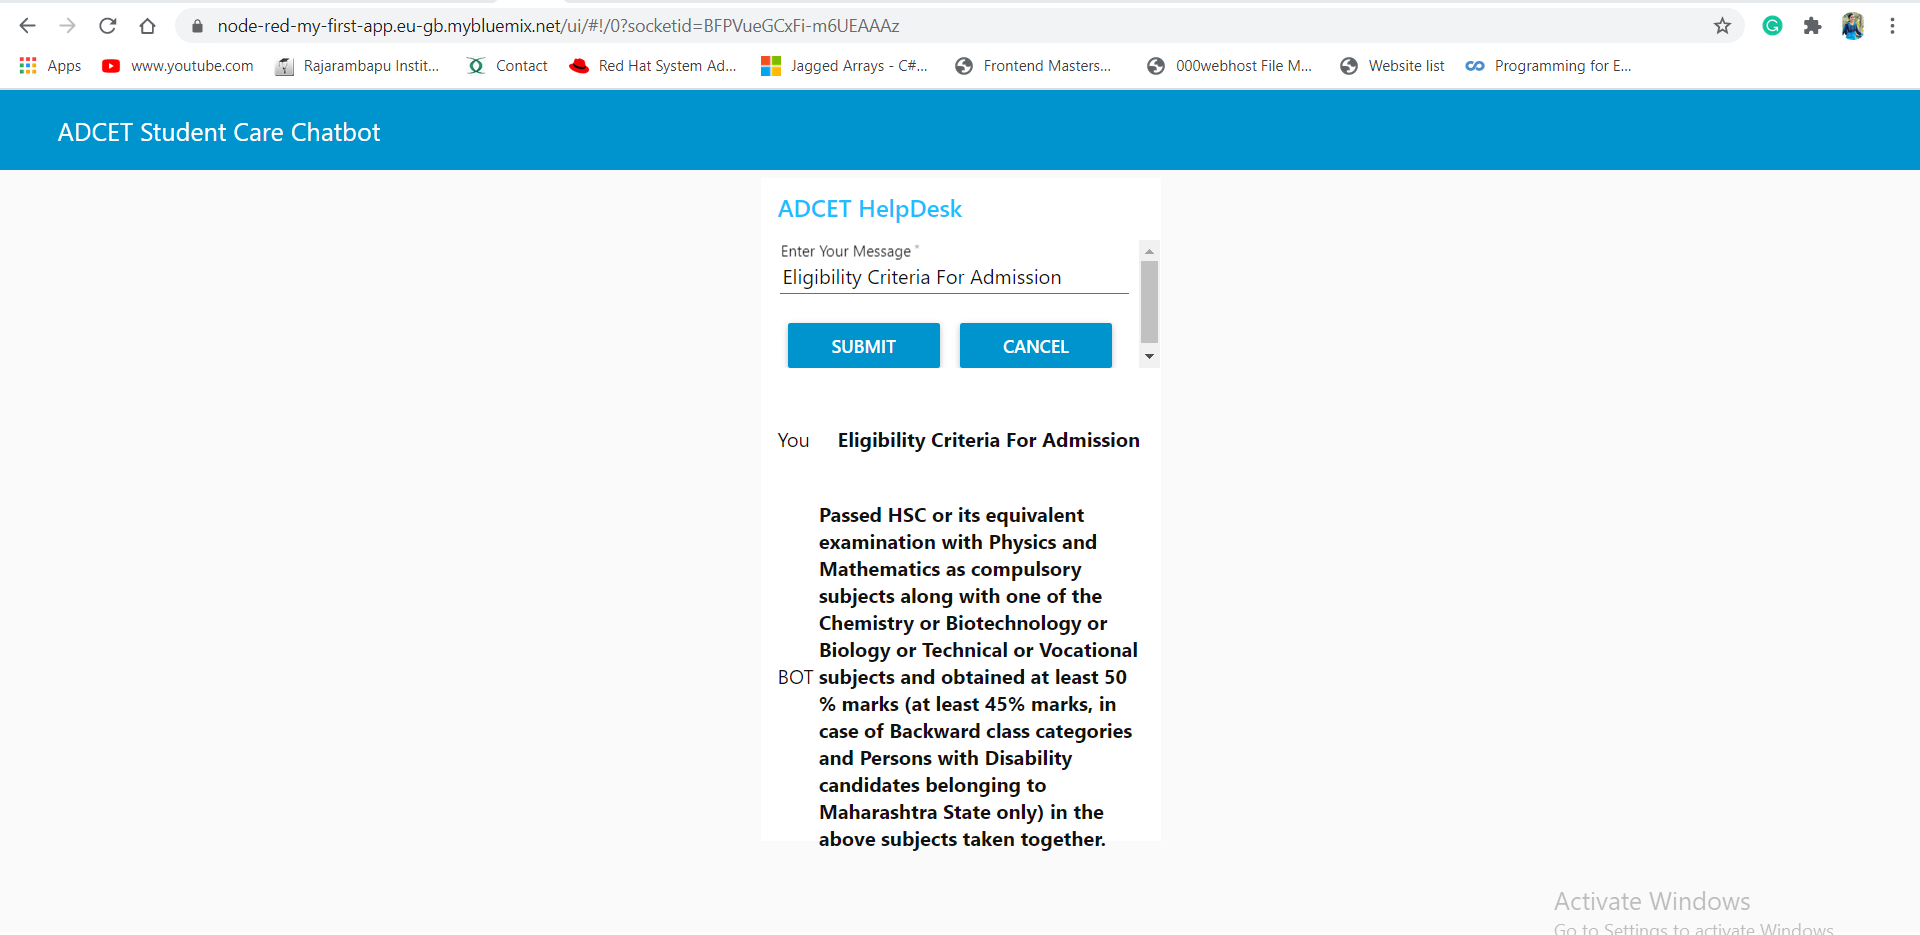 node-red-my-first-app.eu-gb.mybluemix.net/ui/#!/0?socketid=BFPVueGCxFi-m6UEAAAz
Apps www.youtube.com Rajarambapu Instit... Contact Red Hat System Ad... Jagged Arrays - C#... Frontend Masters... 000webhost File M... Website list Programming for E...
ADCET Student Care Chatbot
ADCET HelpDesk
Enter Your Message *
Eligibility Criteria For Admission
SUBMIT CANCEL
You Eligibility Criteria For Admission
Passed HSC or its equivalent
examination with Physics and
Mathematics as compulsory
subjects along with one of the
Chemistry or Biotechnology or
Biology or Technical or Vocational
BOT subjects and obtained at least 50
% marks (at least 45% marks, in
case of Backward class categories
and Persons with Disability
candidates belonging to
Maharashtra State only) in the
above subjects taken together.
Activate Windows
Go to Settings to activate Windows.